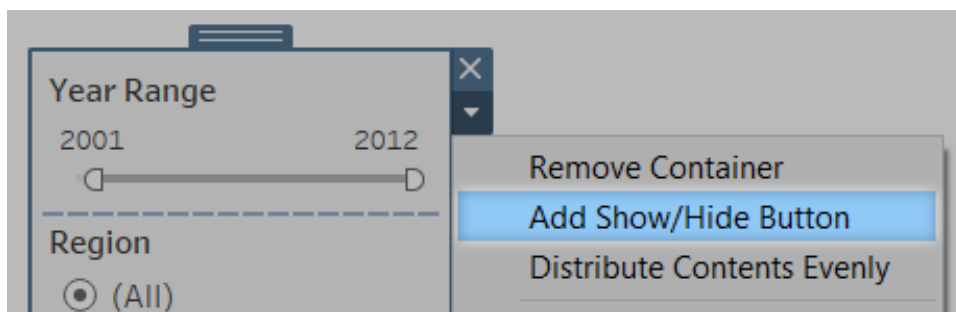 Year Range
2001 2012
Region
(All)
Remove Container
Add Show/Hide Button
Distribute Contents Evenly